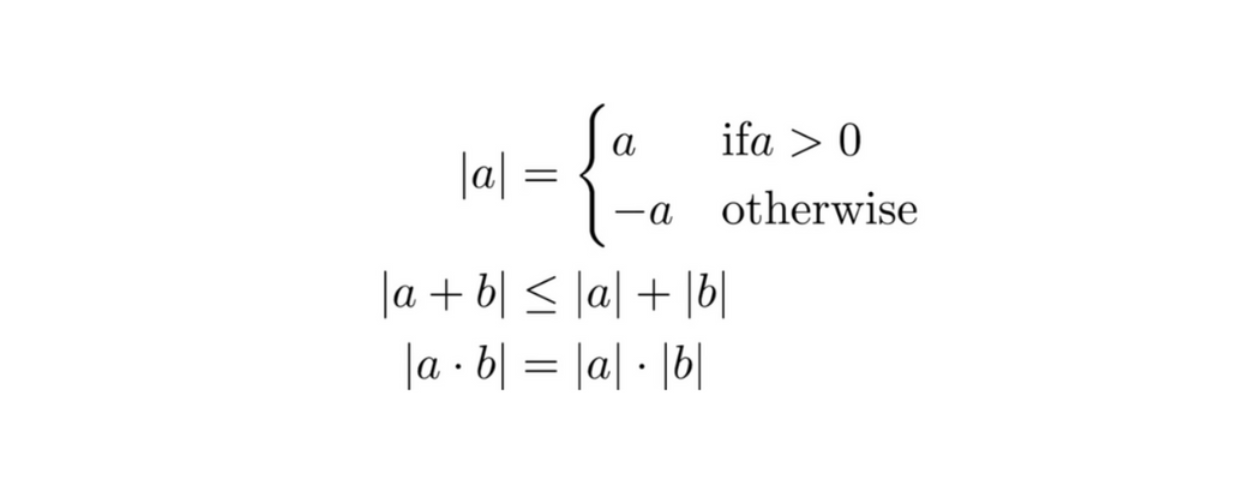 |a| = { a ifa > 0
−a otherwise
|a + b| ≤ |a| + |b|
|a · b| = |a| · |b|